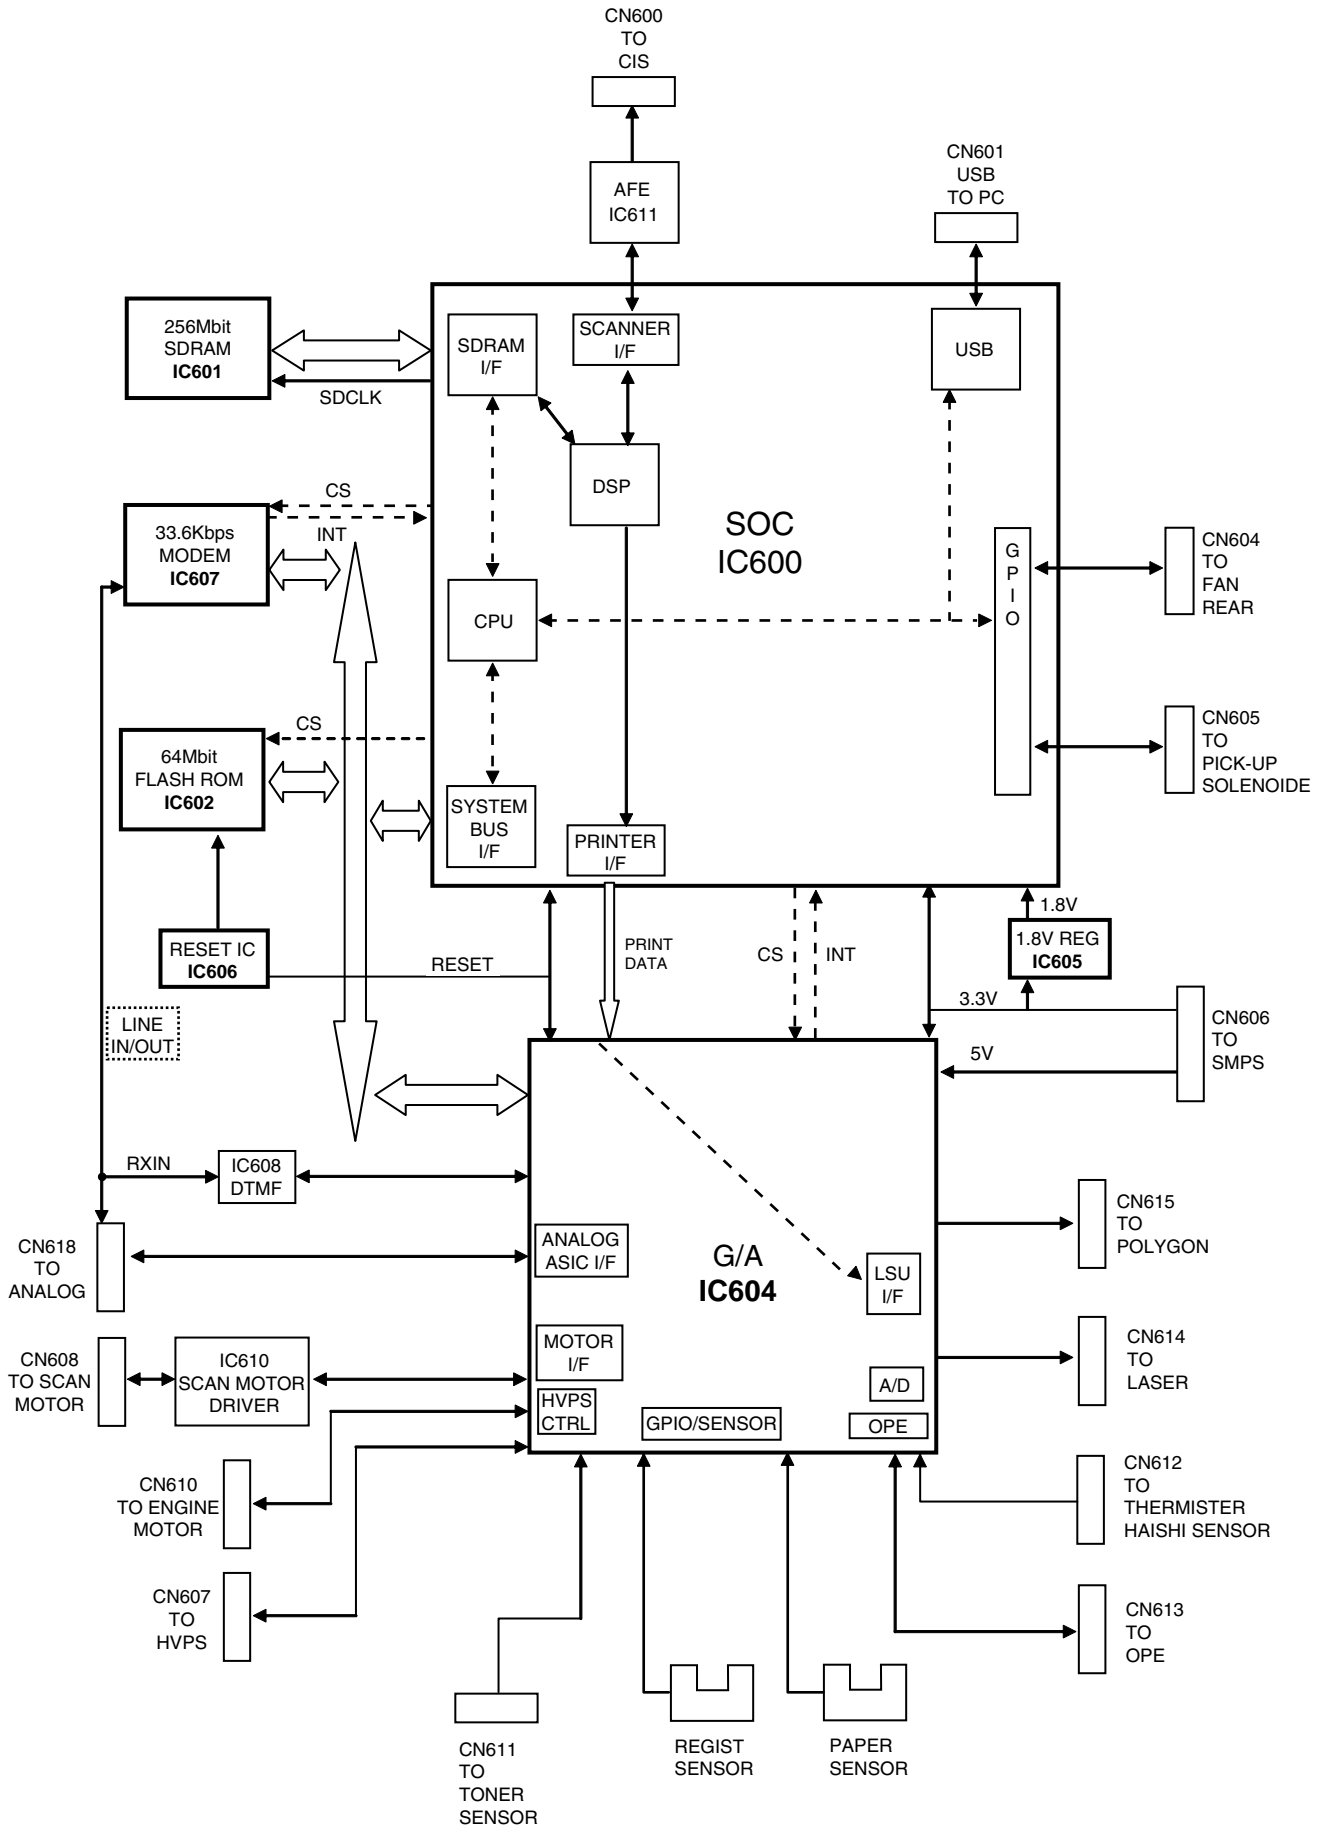 CN600
TO
CIS
CN601
USB
TO PC
AFE
IC611
256Mbit
SDRAM
IC601
SDCLK
SDRAM
I/F
SCANNER
I/F
USB
DSP
SOC
IC600
CS
INT
33.6Kbps
MODEM
IC607
G
P
I
O
CN604
TO
FAN
REAR
CPU
CS
64Mbit
FLASH ROM
IC602
CN605
TO
PICK-UP
SOLENOIDE
SYSTEM
BUS
I/F
PRINTER
I/F
RESET IC
IC606
RESET
PRINT
DATA
CS
INT
1.8V
1.8V REG
IC605
3.3V
5V
CN606
TO
SMPS
LINE
IN/OUT
RXIN
IC608
DTMF
CN618
TO
ANALOG
ANALOG
ASIC I/F
G/A
IC604
LSU
I/F
CN615
TO
POLYGON
CN608
TO SCAN
MOTOR
IC610
SCAN MOTOR
DRIVER
MOTOR
I/F
HVPS
CTRL
GPIO/SENSOR
A/D
OPE
CN614
TO
LASER
CN610
TO ENGINE
MOTOR
CN612
TO
THERMISTER
HAISHI SENSOR
CN607
TO
HVPS
CN613
TO
OPE
CN611
TO
TONER
SENSOR
REGIST
SENSOR
PAPER
SENSOR